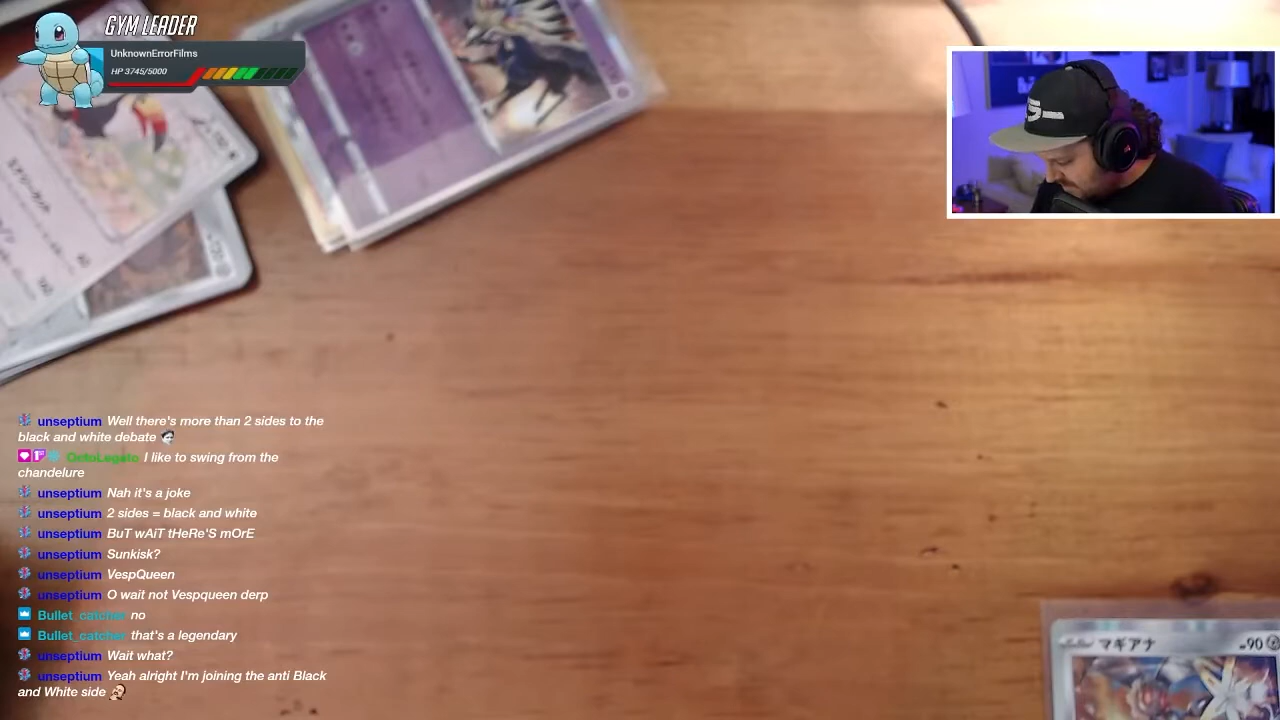 GYM LEADER
UnknownErrorFilms
HP 3745/5000
unseptium Well there's more than 2 sides to the
black and white debate
OctoLegato I like to swing from the
chandelure
unseptium Nah it's a joke
unseptium 2 sides = black and white
unseptium BuT wAiT tHeRe'S mOrE
unseptium Sunkisk?
unseptium VespQueen
unseptium O wait not Vespqueen derp
Bullet_catcher no
Bullet_catcher that's a legendary
unseptium Wait what?
unseptium Yeah alright I'm joining the anti Black
and White side
マギアナ
90